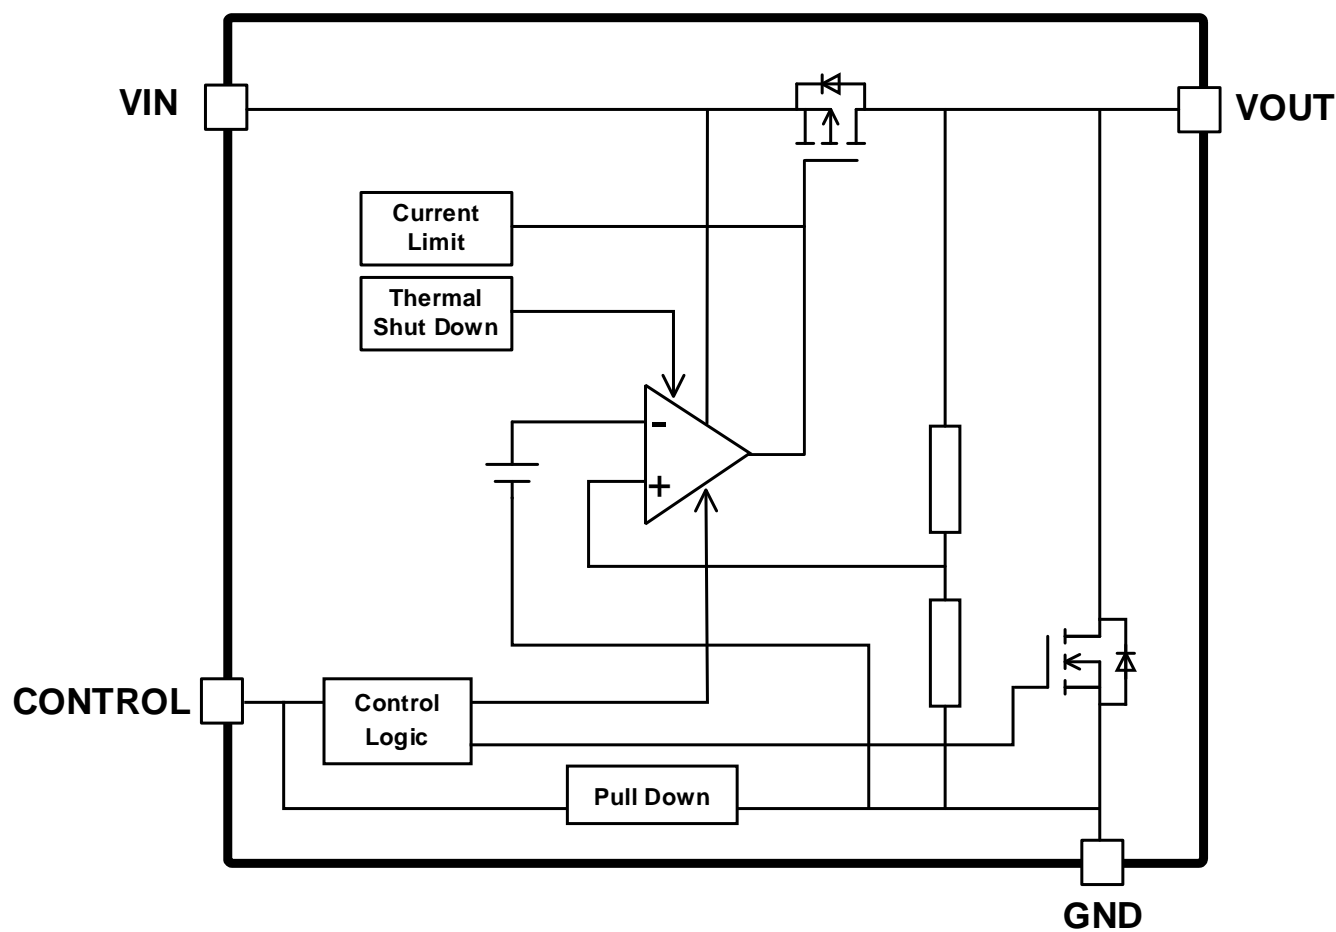 VIN
VOUT
Current
Limit
Thermal
Shut Down
-
+
CONTROL
Control
Logic
Pull Down
GND